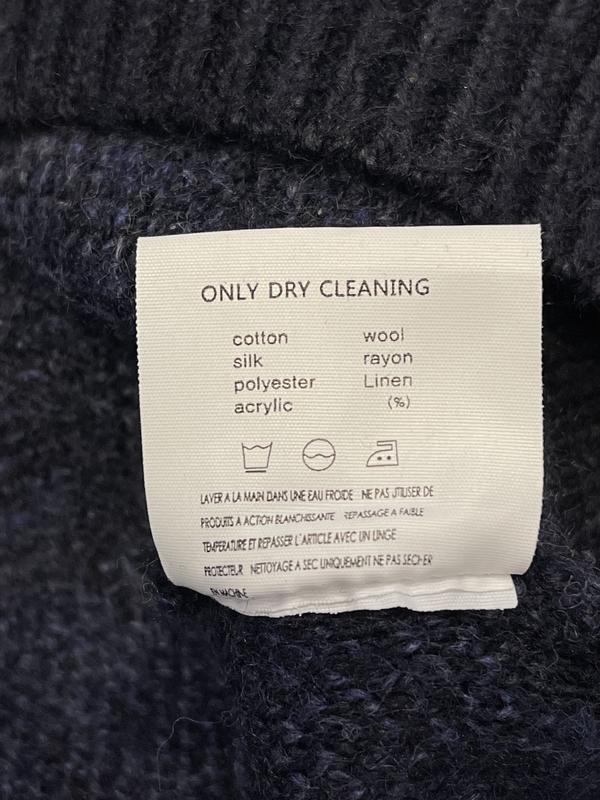 ONLY DRY CLEANING
cotton wool
silk rayon
polyester Linen
acrylic (%)
LAVER A LA MAIN DANS UNE EAU FROIDE NE PAS UTILISER DE
PRODUITS A ACTION BLANCHISSANTE REPASSAGE A FAIBLE
TEMPERATURE ET REPASSER L'ARTICLE AVEC UN LINGE
PROTECTEUR NETTOYAGE A SEC UNIQUEMENT NE PAS SECHER
EN MACHINE